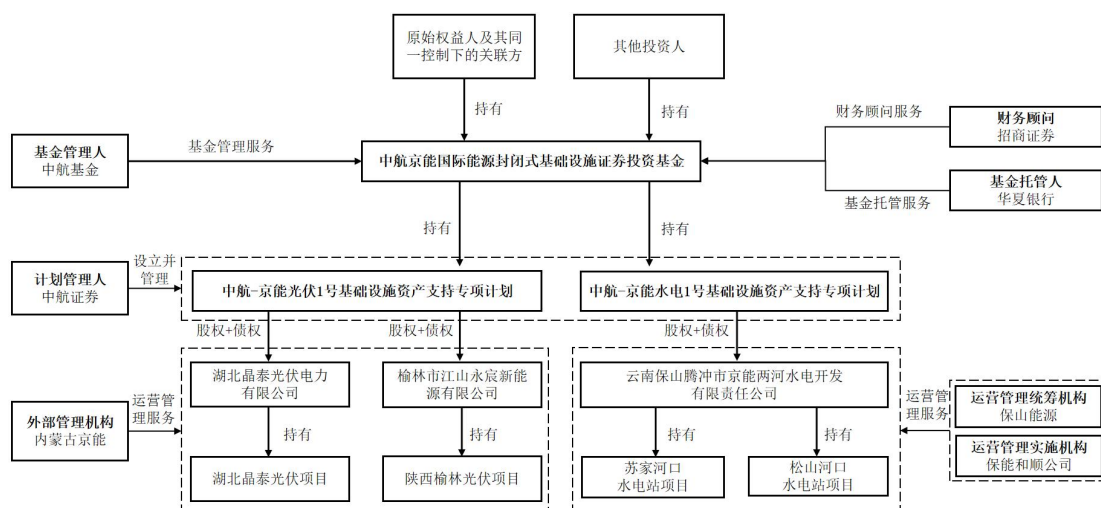 原始权益人及其同
一控制下的关联方
其他投资人
持有
持有
财务顾问服务
财务顾问
招商证券
基金管理人
中航基金
基金管理服务
中航京能国际能源封闭式基础设施证券投资基金
基金托管人
华夏银行
基金托管服务
持有
持有
计划管理人
中航证券
设立并
管理
中航-京能光伏1号基础设施资产支持专项计划
中航-京能水电1号基础设施资产支持专项计划
股权+债权
股权+债权
股权+债权
湖北晶泰光伏电力
有限公司
榆林市江山永宸新能
源有限公司
云南保山腾冲市京能两河水电开发
有限责任公司
外部管理机构
内蒙古京能
运营管
理服务
运营管
理服务
运营管理统筹机构
保山能源
运营管理实施机构
保能和顺公司
持有
持有
持有
持有
湖北晶泰光伏项目
陕西榆林光伏项目
苏家河口
水电站项目
松山河口
水电站项目